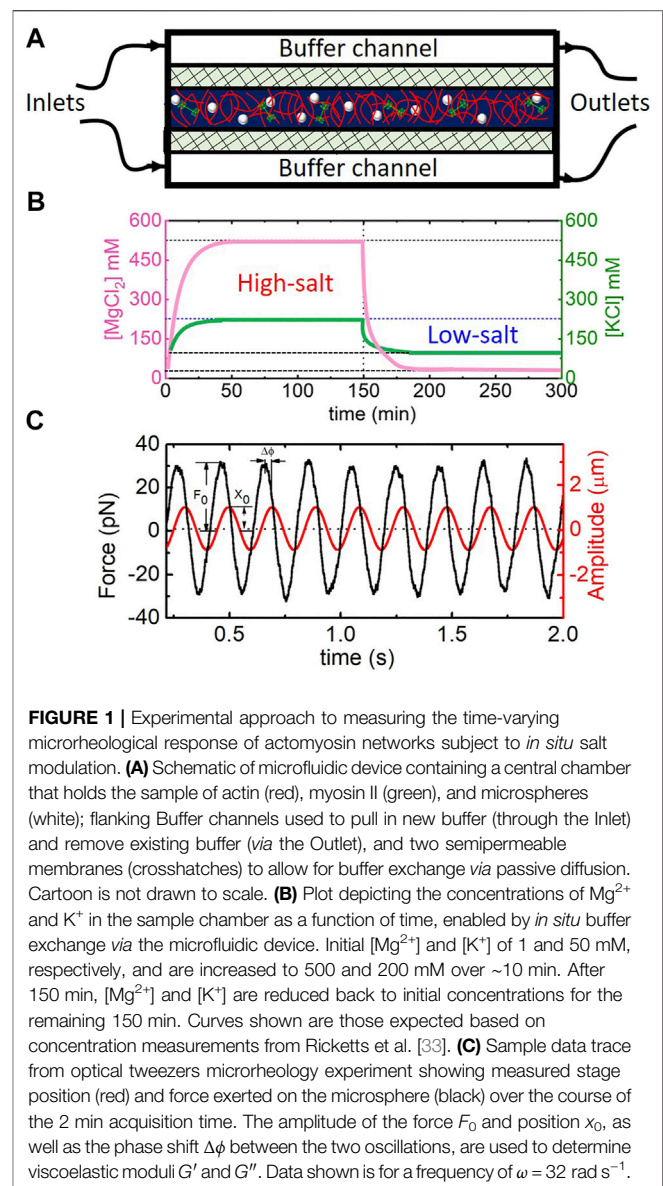 A
Buffer channel
Inlets
Outlets
Buffer channel
B
600
450
300
150
0
[MgCl₂] mM
High-salt
Low-salt
600
450
300
150
0
[KCl] mM
0 50 100 150 200 250 300
time (min)
C
40
20
0
-20
-40
Force (pN)
F₀
X₀
Δϕ
2
0
-2
Amplitude (μm)
0.5 1.0 1.5 2.0
time (s)
FIGURE 1 | Experimental approach to measuring the time-varying
microrheological response of actomyosin networks subject to in situ salt
modulation. (A) Schematic of microfluidic device containing a central chamber
that holds the sample of actin (red), myosin II (green), and microspheres
(white); flanking Buffer channels used to pull in new buffer (through the Inlet)
and remove existing buffer (via the Outlet), and two semipermeable
membranes (crosshatches) to allow for buffer exchange via passive diffusion.
Cartoon is not drawn to scale. (B) Plot depicting the concentrations of Mg²⁺
and K⁺ in the sample chamber as a function of time, enabled by in situ buffer
exchange via the microfluidic device. Initial [Mg²⁺] and [K⁺] of 1 and 50 mM,
respectively, and are increased to 500 and 200 mM over ~10 min. After
150 min, [Mg²⁺] and [K⁺] are reduced back to initial concentrations for the
remaining 150 min. Curves shown are those expected based on
concentration measurements from Ricketts et al. [33]. (C) Sample data trace
from optical tweezers microrheology experiment showing measured stage
position (red) and force exerted on the microsphere (black) over the course of
the 2 min acquisition time. The amplitude of the force F₀ and position x₀, as
well as the phase shift Δϕ between the two oscillations, are used to determine
viscoelastic moduli G′ and G″. Data shown is for a frequency of ω = 32 rad s⁻¹.